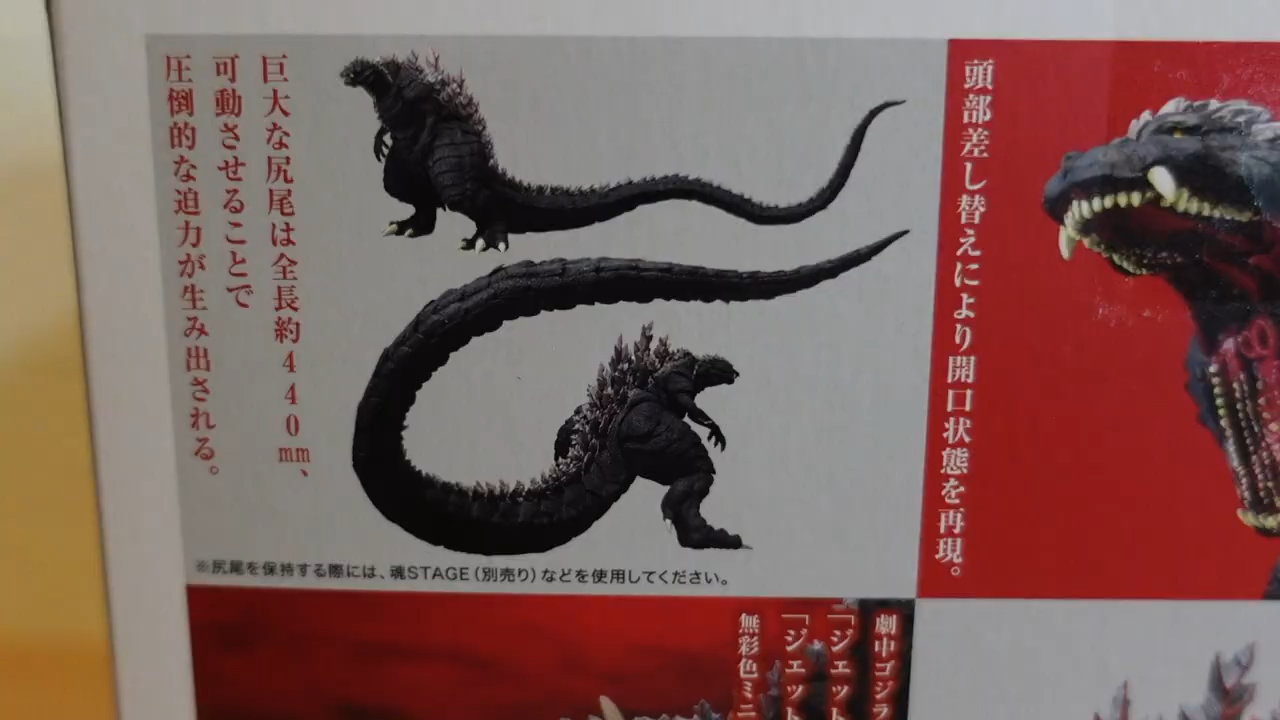 巨大な尻尾は全長約440㎜、
可動させることで
圧倒的な迫力が生み出される。
※尻尾を保持する際には、魂STAGE（別売り）などを使用してください。
頭部差し替えにより開口状態を再現。
劇中ゴジラ
「ジェット
「ジェット
無彩色ミニ